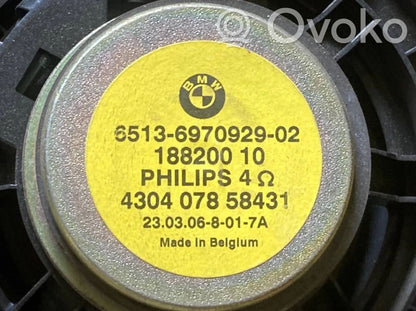 Ovoko
BMW
6513-6970929-02
188200 10
PHILIPS 4 Ω
4304 078 58431
23.03.06-8-01-7A
Made in Belgium